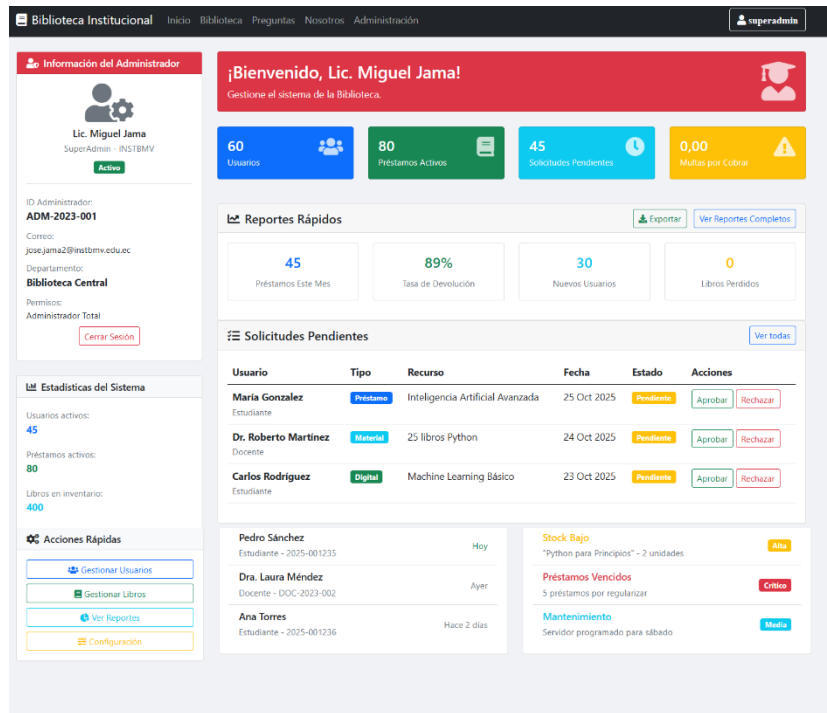 Biblioteca Institucional Inicio Biblioteca Preguntas Nosotros Administración superadmin
Información del Administrador
Lic. Miguel Jama
SuperAdmin - INSTBMV
Activo
ID Administrador:
ADM-2023-001
Correo:
jose.jama2@instbmv.edu.ec
Departamento:
Biblioteca Central
Permisos:
Administrador Total
Cerrar Sesión
Estadísticas del Sistema
Usuarios activos:
45
Préstamos activos:
80
Libros en inventario:
400
Acciones Rápidas
Gestionar Usuarios
Gestionar Libros
Ver Reportes
Configuración
¡Bienvenido, Lic. Miguel Jama!
Gestione el sistema de la Biblioteca.
60
Usuarios
80
Préstamos Activos
45
Solicitudes Pendientes
0,00
Multas por Cobrar
Reportes Rápidos Exportar Ver Reportes Completos
45
Préstamos Este Mes
89%
Tasa de Devolución
30
Nuevos Usuarios
0
Libros Perdidos
Solicitudes Pendientes Ver todas
Usuario Tipo Recurso Fecha Estado Acciones
María Gonzalez Préstamo Inteligencia Artificial Avanzada 25 Oct 2025 Pendiente Aprobar Rechazar
Estudiante
Dr. Roberto Martínez Material 25 libros Python 24 Oct 2025 Pendiente Aprobar Rechazar
Docente
Carlos Rodríguez Digital Machine Learning Básico 23 Oct 2025 Pendiente Aprobar Rechazar
Estudiante
Pedro Sánchez
Estudiante - 2025-001235 Hoy
Dra. Laura Méndez
Docente - DOC-2023-002 Ayer
Ana Torres
Estudiante - 2025-001236 Hace 2 días
Stock Bajo
"Python para Principios" - 2 unidades Alta
Préstamos Vencidos
5 préstamos por regularizar Crítico
Mantenimiento
Servidor programado para sábado Media